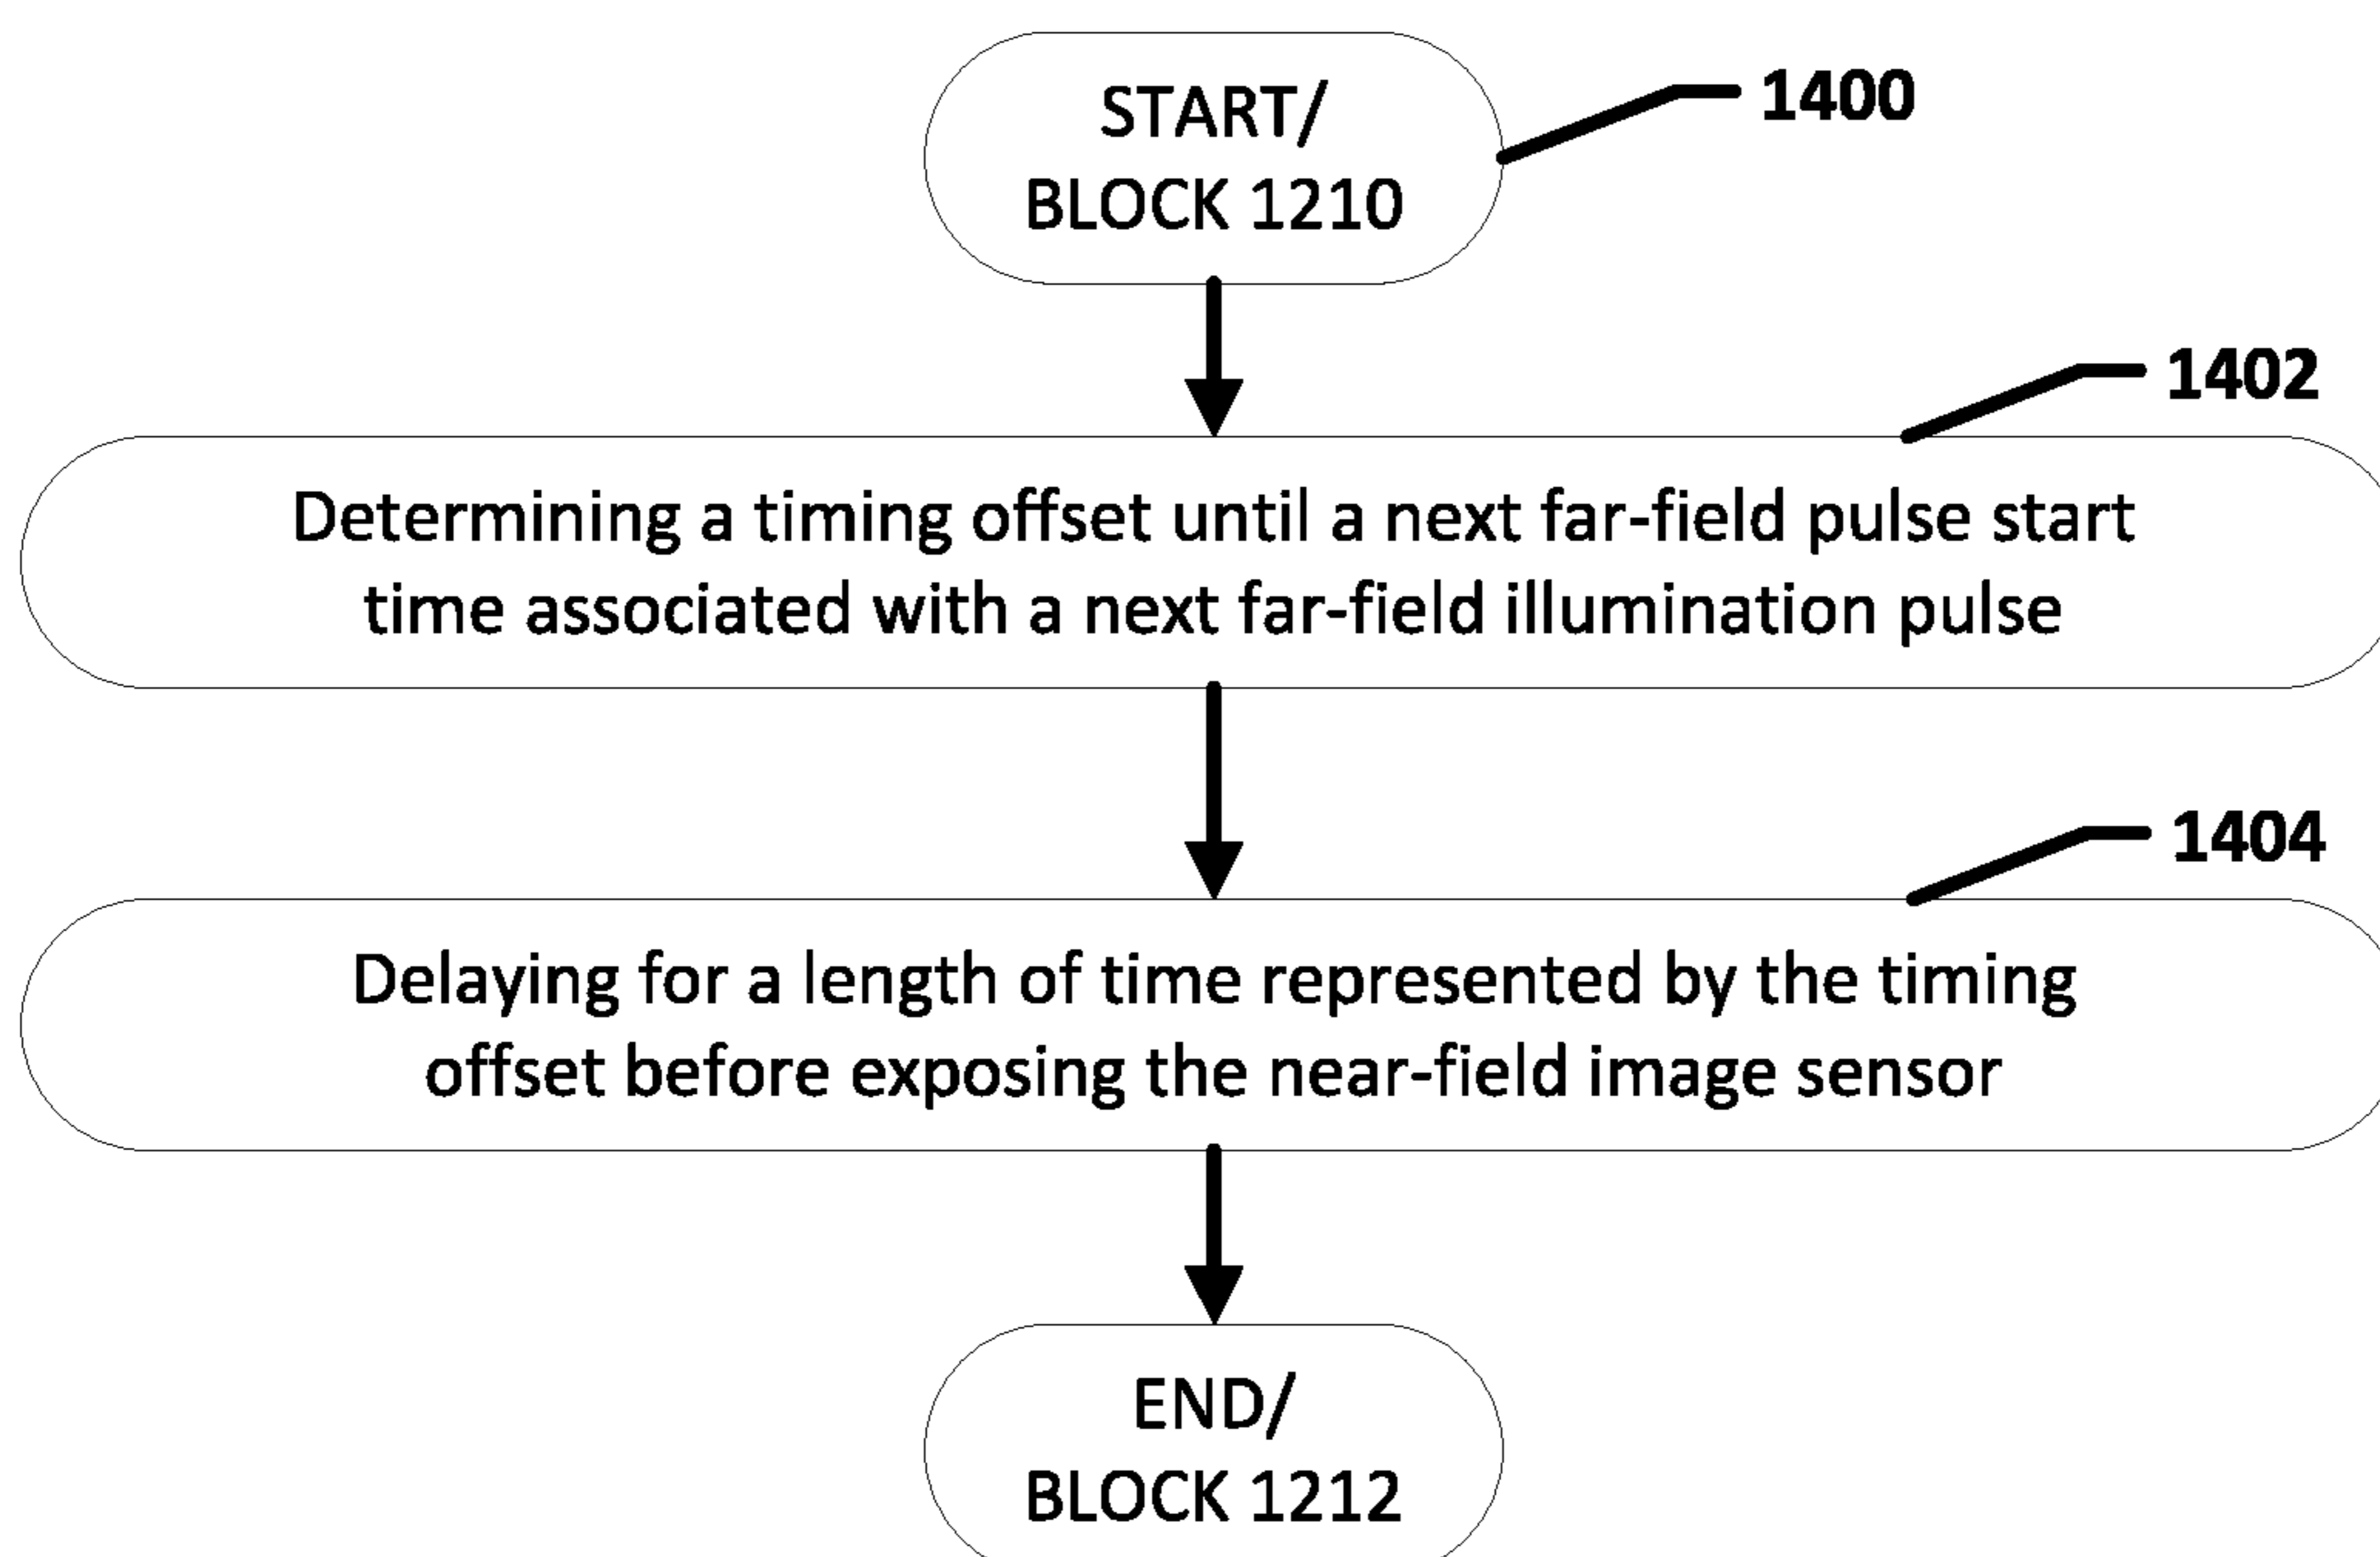 START/
BLOCK 1210
1400
1402
Determining a timing offset until a next far-field pulse start
time associated with a next far-field illumination pulse
1404
Delaying for a length of time represented by the timing
offset before exposing the near-field image sensor
END/
BLOCK 1212